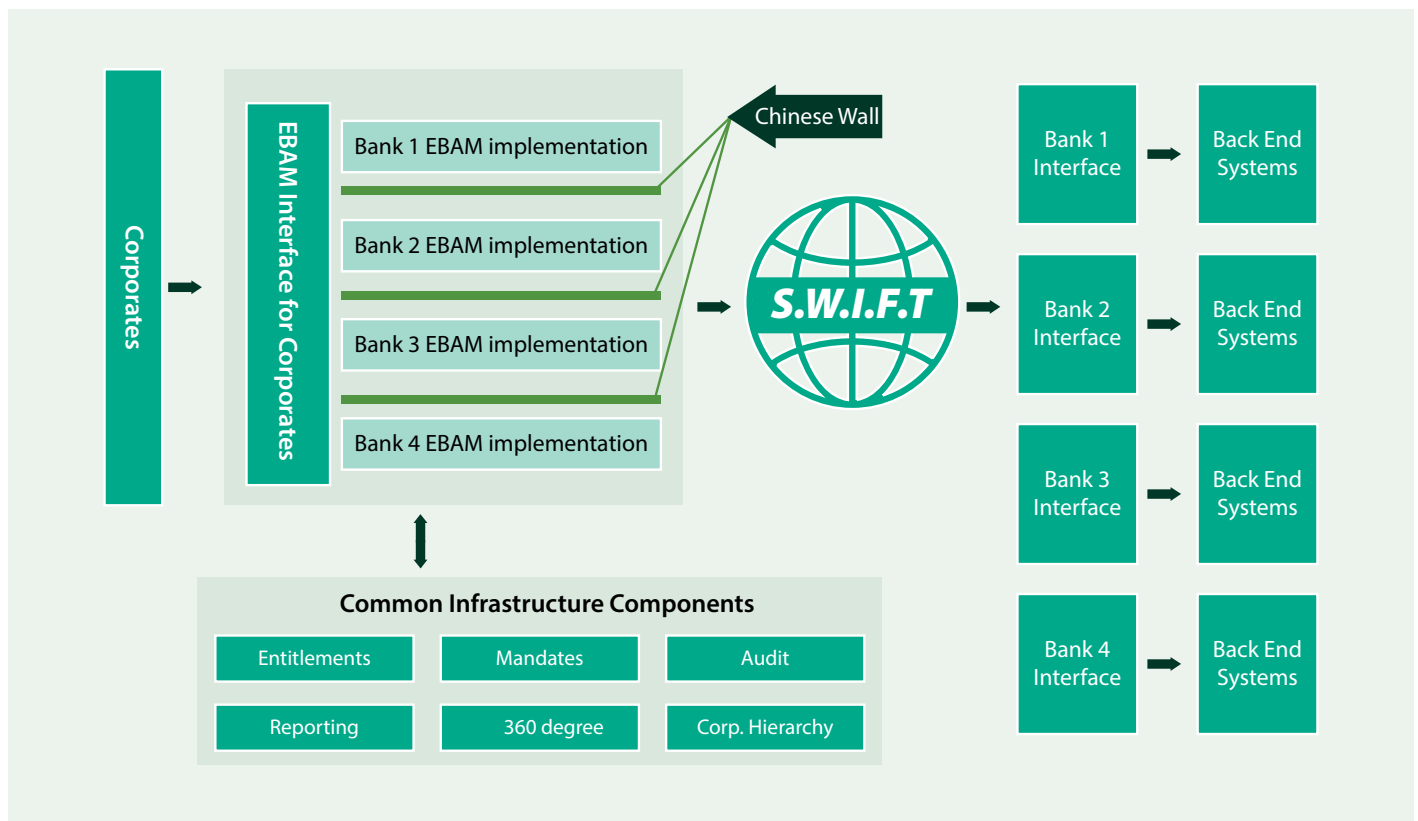 Corporates
EBAM Interface for Corporates
Bank 1 EBAM implementation
Bank 2 EBAM implementation
Bank 3 EBAM implementation
Bank 4 EBAM implementation
Chinese Wall
S.W.I.F.T
Bank 1
Interface
Back End
Systems
Bank 2
Interface
Back End
Systems
Bank 3
Interface
Back End
Systems
Bank 4
Interface
Back End
Systems
Common Infrastructure Components
Entitlements
Mandates
Audit
Reporting
360 degree
Corp. Hierarchy